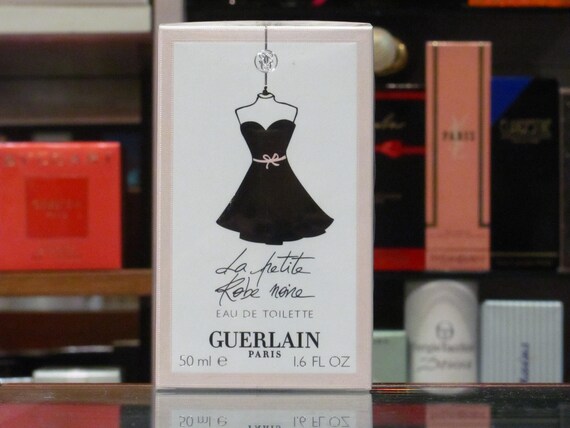 La petite
Robe noire
EAU DE TOILETTE
GUERLAIN
PARIS
50 ml e 1.6 FL OZ
PARIS